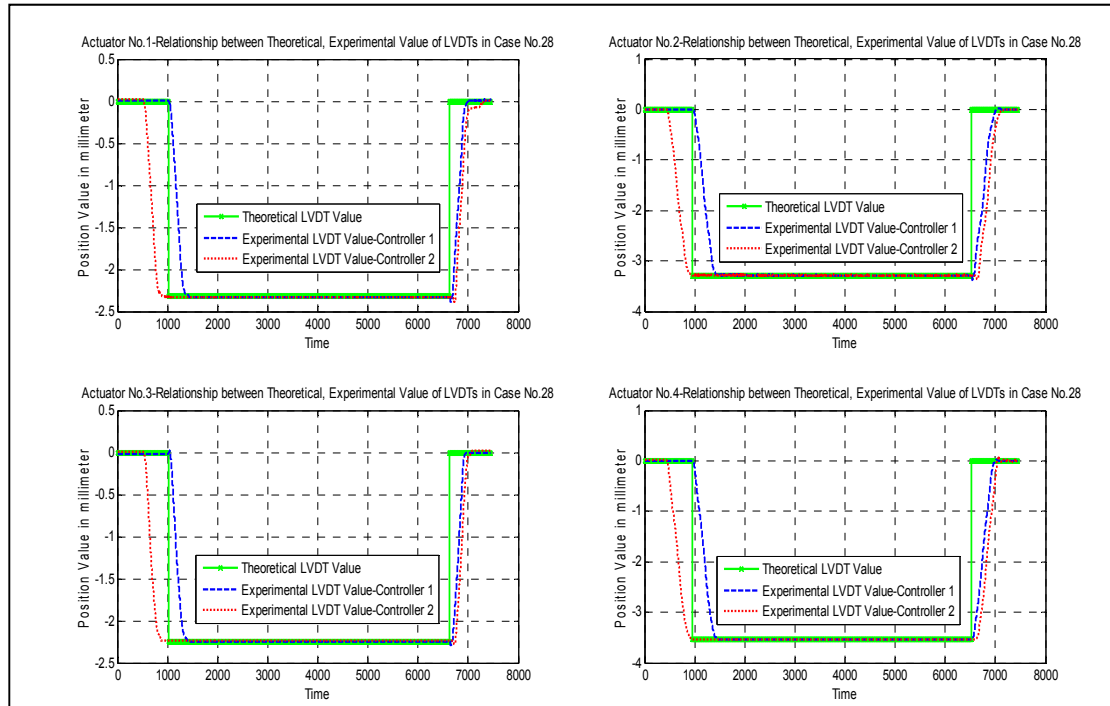 Actuator No.1-Relationship between Theoretical, Experimental Value of LVDTs in Case No.28
0.5
0
-0.5
-1
-1.5
-2
-2.5
Position Value in millimeter
Theoretical LVDT Value
Experimental LVDT Value-Controller 1
Experimental LVDT Value-Controller 2
0 1000 2000 3000 4000 5000 6000 7000 8000
Time
Actuator No.2-Relationship between Theoretical, Experimental Value of LVDTs in Case No.28
1
0
-1
-2
-3
-4
Position Value in millimeter
Theoretical LVDT Value
Experimental LVDT Value-Controller 1
Experimental LVDT Value-Controller 2
0 1000 2000 3000 4000 5000 6000 7000 8000
Time
Actuator No.3-Relationship between Theoretical, Experimental Value of LVDTs in Case No.28
0.5
0
-0.5
-1
-1.5
-2
-2.5
Position Value in millimeter
Theoretical LVDT Value
Experimental LVDT Value-Controller 1
Experimental LVDT Value-Controller 2
0 1000 2000 3000 4000 5000 6000 7000 8000
Time
Actuator No.4-Relationship between Theoretical, Experimental Value of LVDTs in Case No.28
1
0
-1
-2
-3
-4
Position Value in millimeter
Theoretical LVDT Value
Experimental LVDT Value-Controller 1
Experimental LVDT Value-Controller 2
0 1000 2000 3000 4000 5000 6000 7000 8000
Time